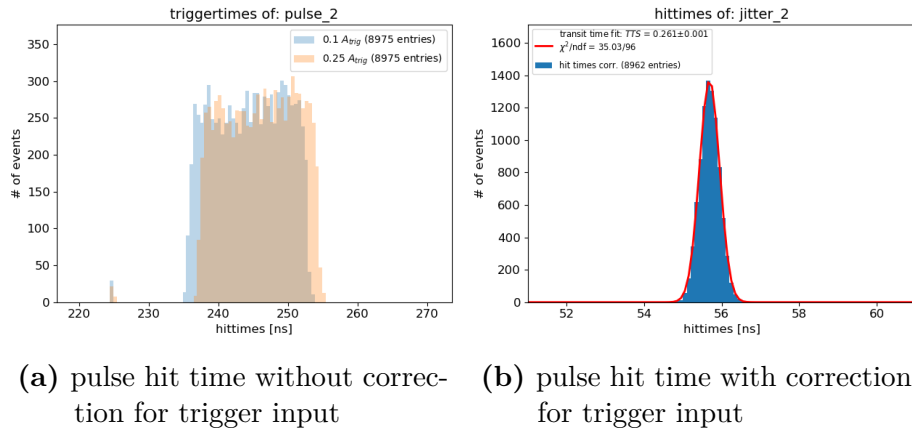 triggertimes of: pulse_2
0.1 A_trig (8975 entries)
0.25 A_trig (8975 entries)
# of events
350
300
250
200
150
100
50
0
220 230 240 250 260 270
hittimes [ns]
(a) pulse hit time without correc-
tion for trigger input
hittimes of: jitter_2
transit time fit: TTS = 0.261±0.001
χ²/ndf = 35.03/96
hit times corr. (8962 entries)
# of events
1600
1400
1200
1000
800
600
400
200
0
52 54 56 58 60
hittimes [ns]
(b) pulse hit time with correction
for trigger input